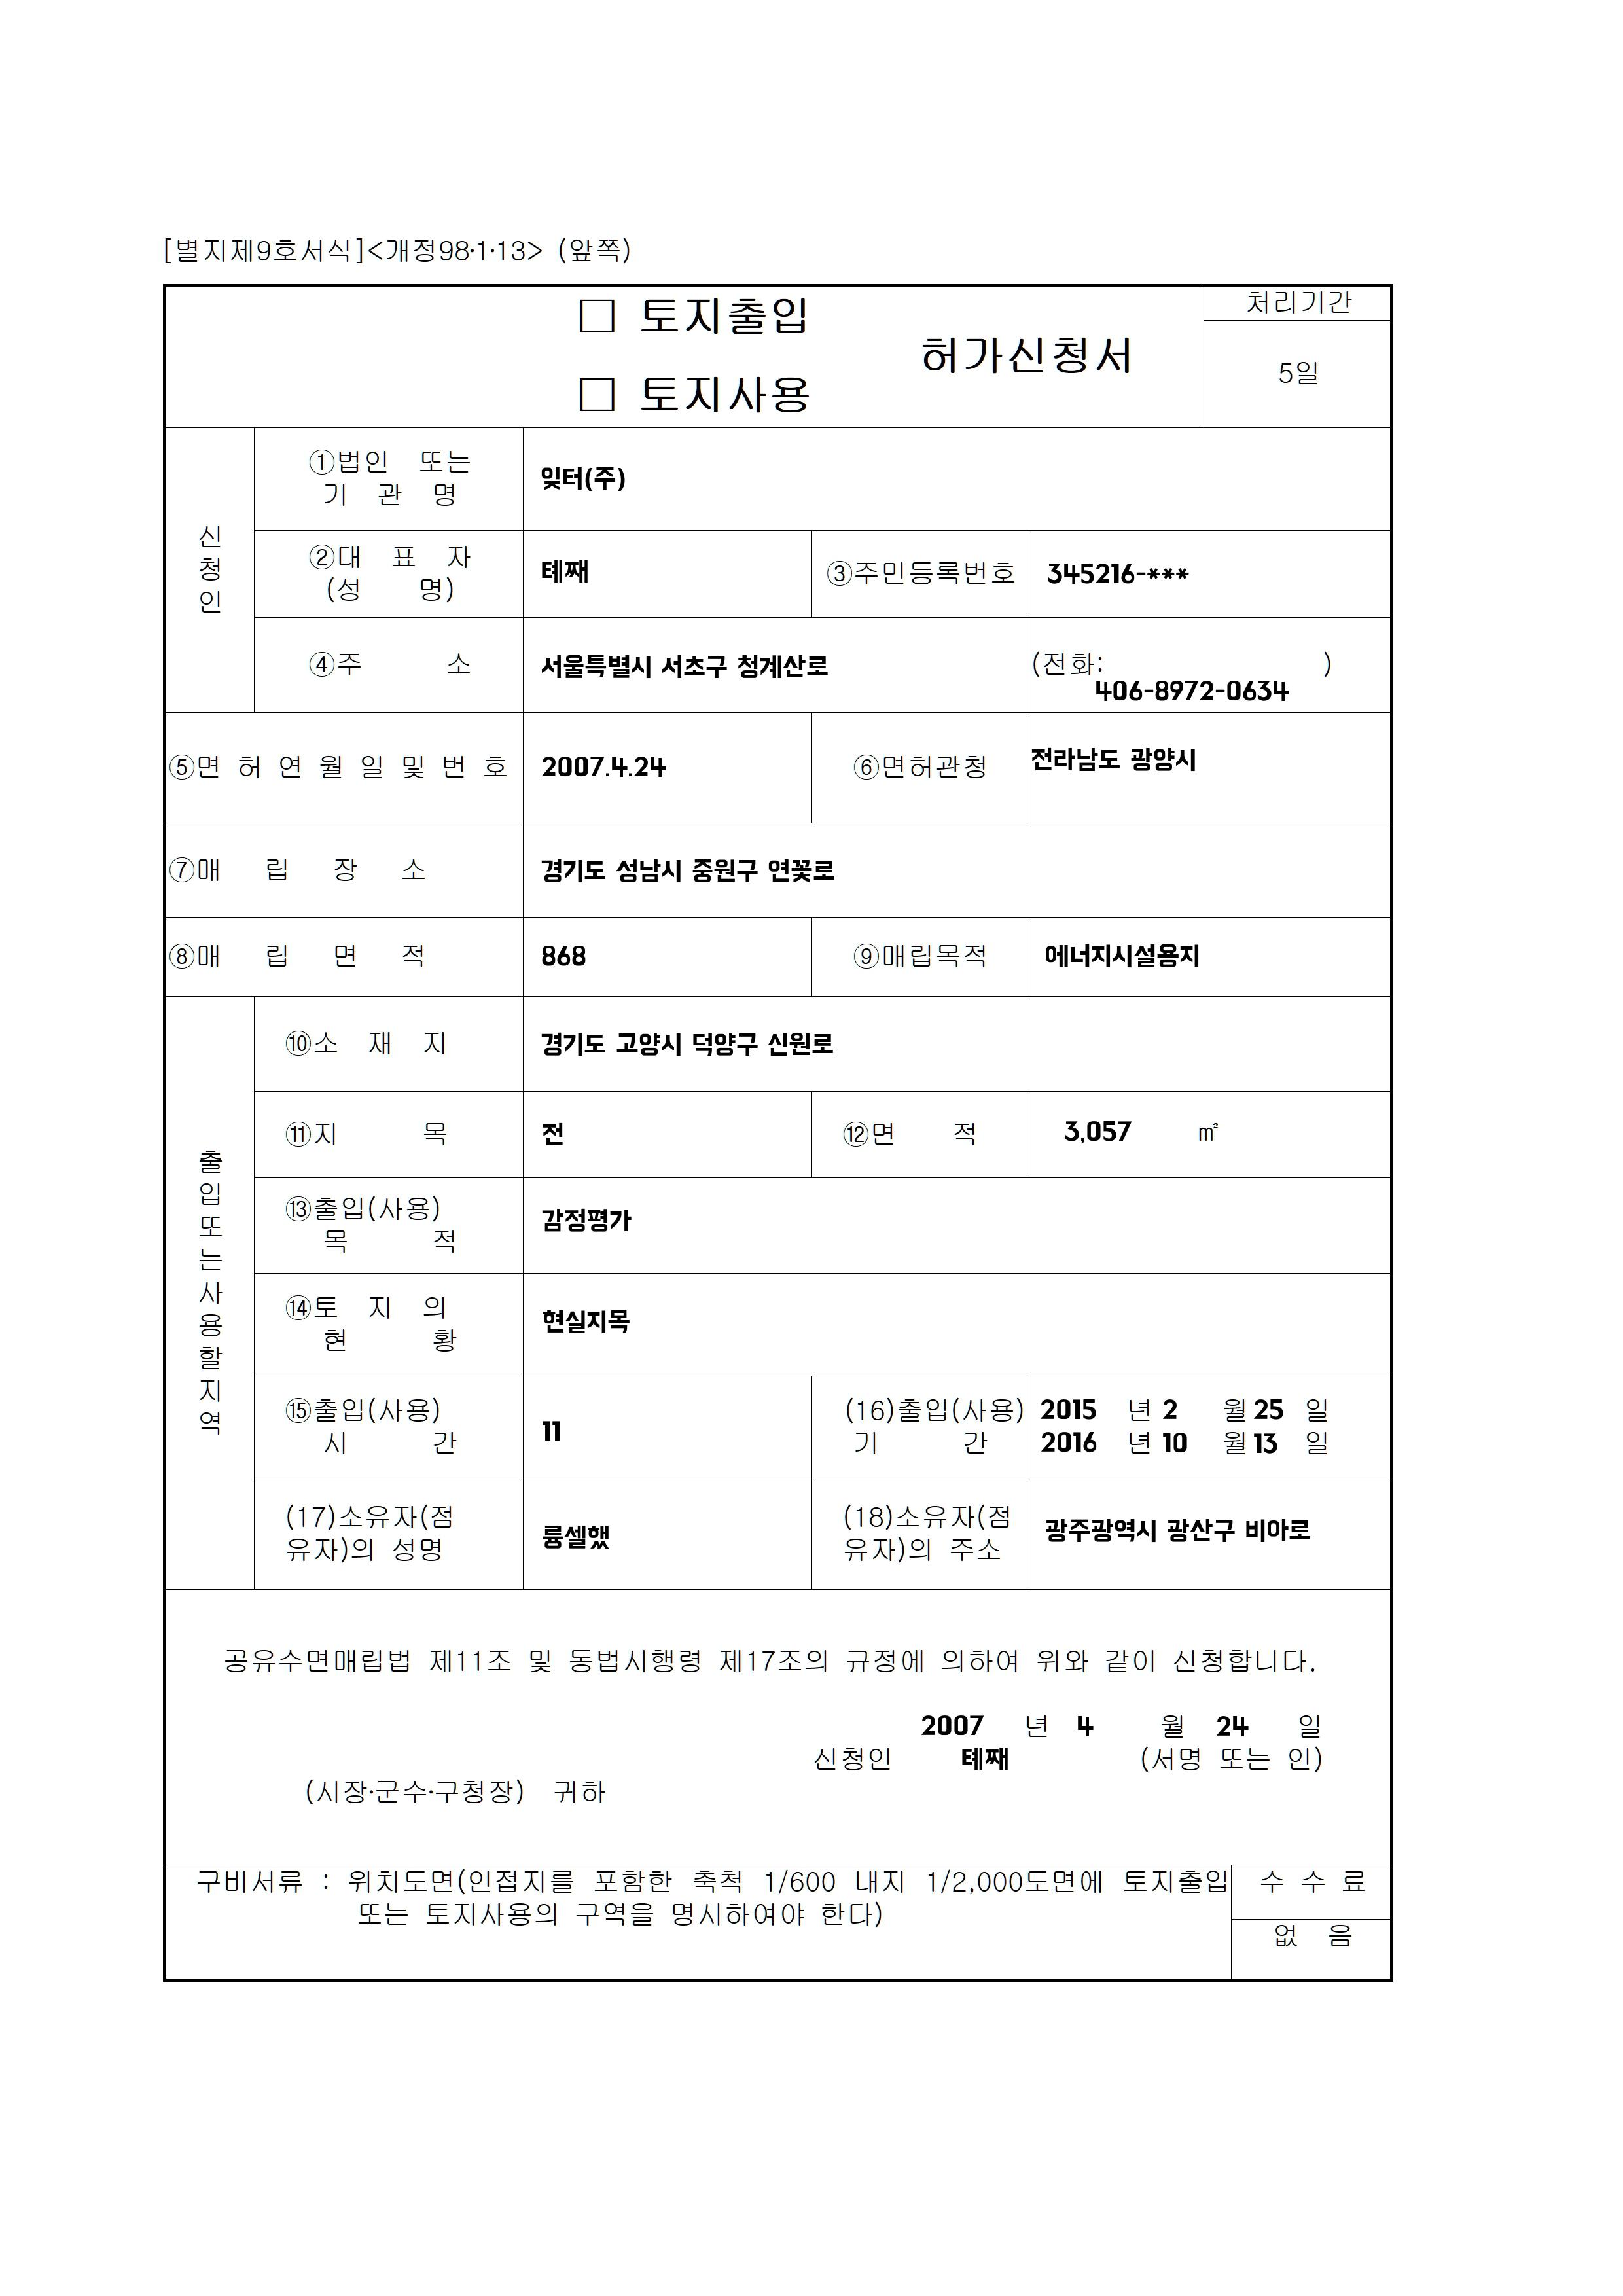 [별지제9호서식]<개정98·1·13> (앞쪽)
□ 토지출입
허가신청서
□ 토지사용
처리기간
5일
신청인
①법인 또는
기 관 명
잊터(주)
②대 표 자
(성 명)
톄째
③주민등록번호
345216-***
④주 소
서울특별시 서초구 청계산로
(전화: )
406-8972-0634
⑤면 허 연 월 일 및 번 호
2007.4.24
⑥면허관청
전라남도 광양시
⑦매 립 장 소
경기도 성남시 중원구 연꽃로
⑧매 립 면 적
868
⑨매립목적
에너지시설용지
출입또는사용할지역
⑩소 재 지
경기도 고양시 덕양구 신원로
⑪지 목
전
⑫면 적
3,057 ㎡
⑬출입(사용)
목 적
감정평가
⑭토 지 의
현 황
현실지목
⑮출입(사용)
시 간
11
(16)출입(사용)
기 간
2015 년 2 월 25 일
2016 년 10 월 13 일
(17)소유자(점
유자)의 성명
륭셀했
(18)소유자(점
유자)의 주소
광주광역시 광산구 비아로
공유수면매립법 제11조 및 동법시행령 제17조의 규정에 의하여 위와 같이 신청합니다.
2007 년 4 월 24 일
신청인 톄째 (서명 또는 인)
(시장·군수·구청장) 귀하
구비서류 : 위치도면(인접지를 포함한 축척 1/600 내지 1/2,000도면에 토지출입
또는 토지사용의 구역을 명시하여야 한다)
수 수 료
없 음